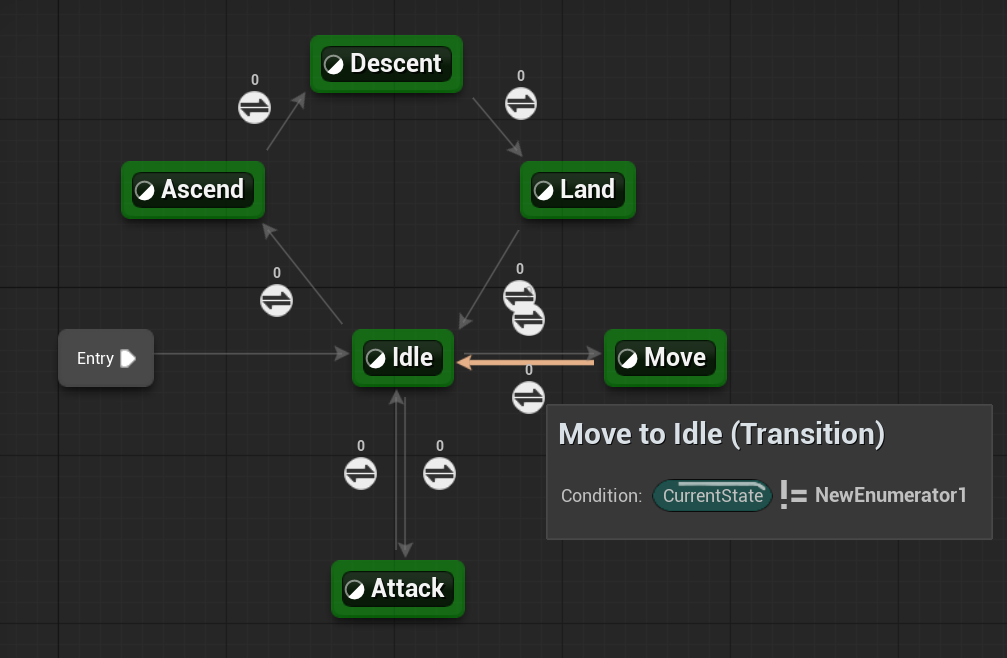 Descent
0
0
Ascend
Land
0
0
Entry
Idle
Move
0
Move to Idle (Transition)
Condition: CurrentState != NewEnumerator1
0
0
Attack